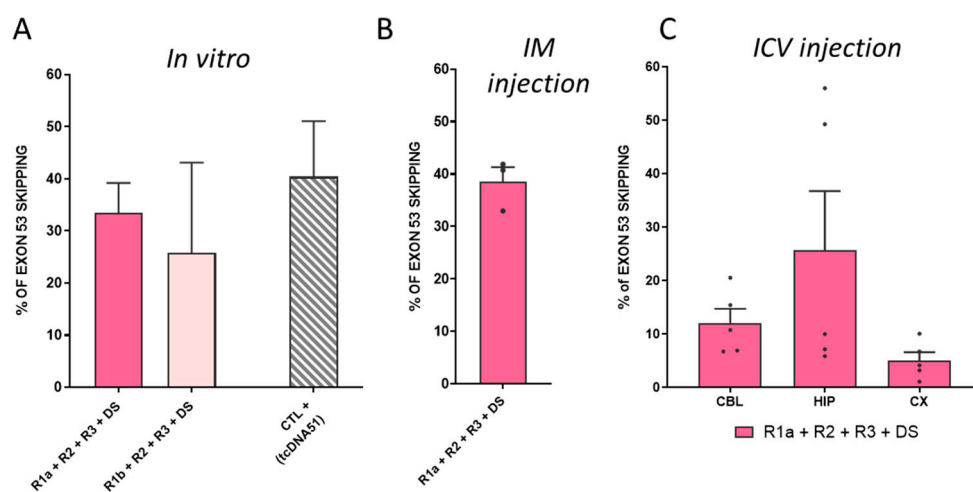 A
In vitro
% OF EXON 53 SKIPPING
60
50
40
30
20
10
0
R1a + R2 + R3 + DS
R1b + R2 + R3 + DS
CTL +
(tcDNA51)
B
IM
injection
% OF EXON 53 SKIPPING
60
50
40
30
20
10
0
R1a + R2 + R3 + DS
C
ICV injection
% of EXON 53 SKIPPING
60
50
40
30
20
10
0
CBL
HIP
CX
R1a + R2 + R3 + DS